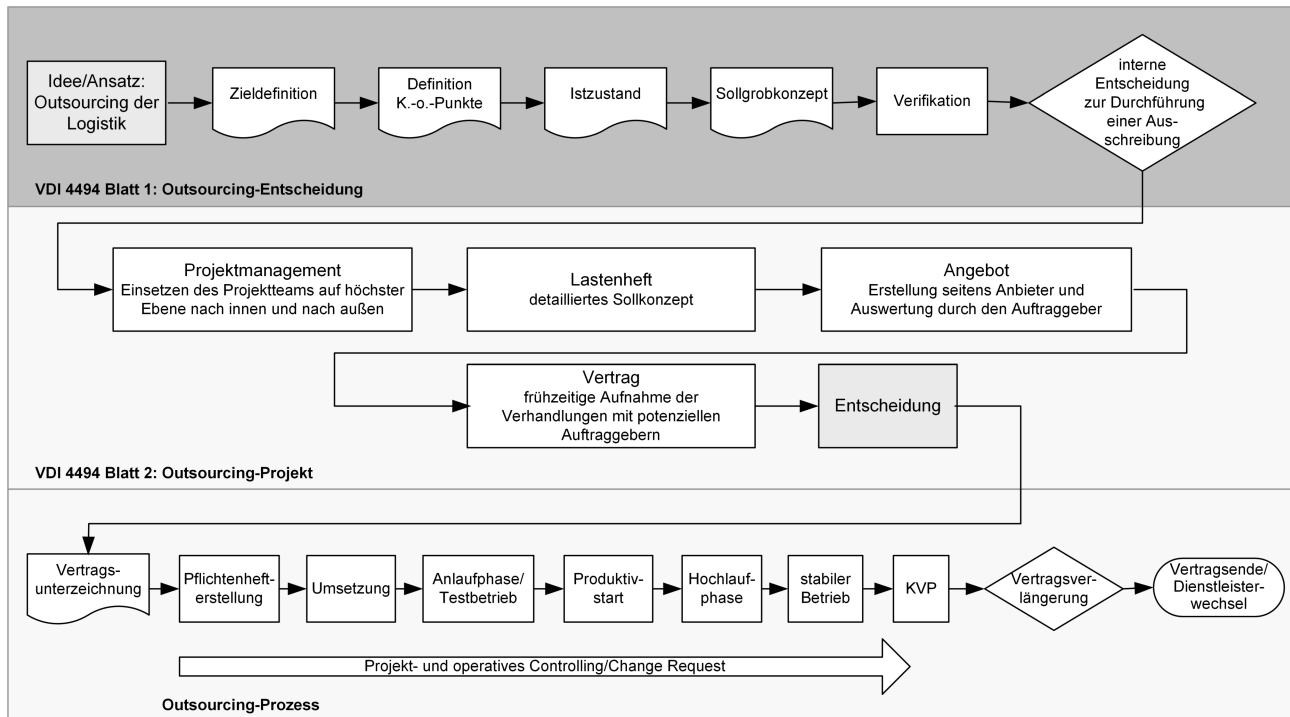 Idee/Ansatz:
Outsourcing der
Logistik
Zieldefinition
Definition
K.-o.-Punkte
Istzustand
Sollgrobkonzept
Verifikation
interne
Entscheidung
zur Durchführung
einer Aus-
schreibung
VDI 4494 Blatt 1: Outsourcing-Entscheidung
Projektmanagement
Einsetzen des Projektteams auf höchster
Ebene nach innen und nach außen
Lastenheft
detailliertes Sollkonzept
Angebot
Erstellung seitens Anbieter und
Auswertung durch den Auftraggeber
Vertrag
frühzeitige Aufnahme der
Verhandlungen mit potenziellen
Auftraggebern
Entscheidung
VDI 4494 Blatt 2: Outsourcing-Projekt
Vertrags-
unterzeichnung
Pflichtenheft-
erstellung
Umsetzung
Anlaufphase/
Testbetrieb
Produktiv-
start
Hochlauf-
phase
stabiler
Betrieb
KVP
Vertragsver-
längerung
Vertragsende/
Dienstleister-
wechsel
Projekt- und operatives Controlling/Change Request
Outsourcing-Prozess